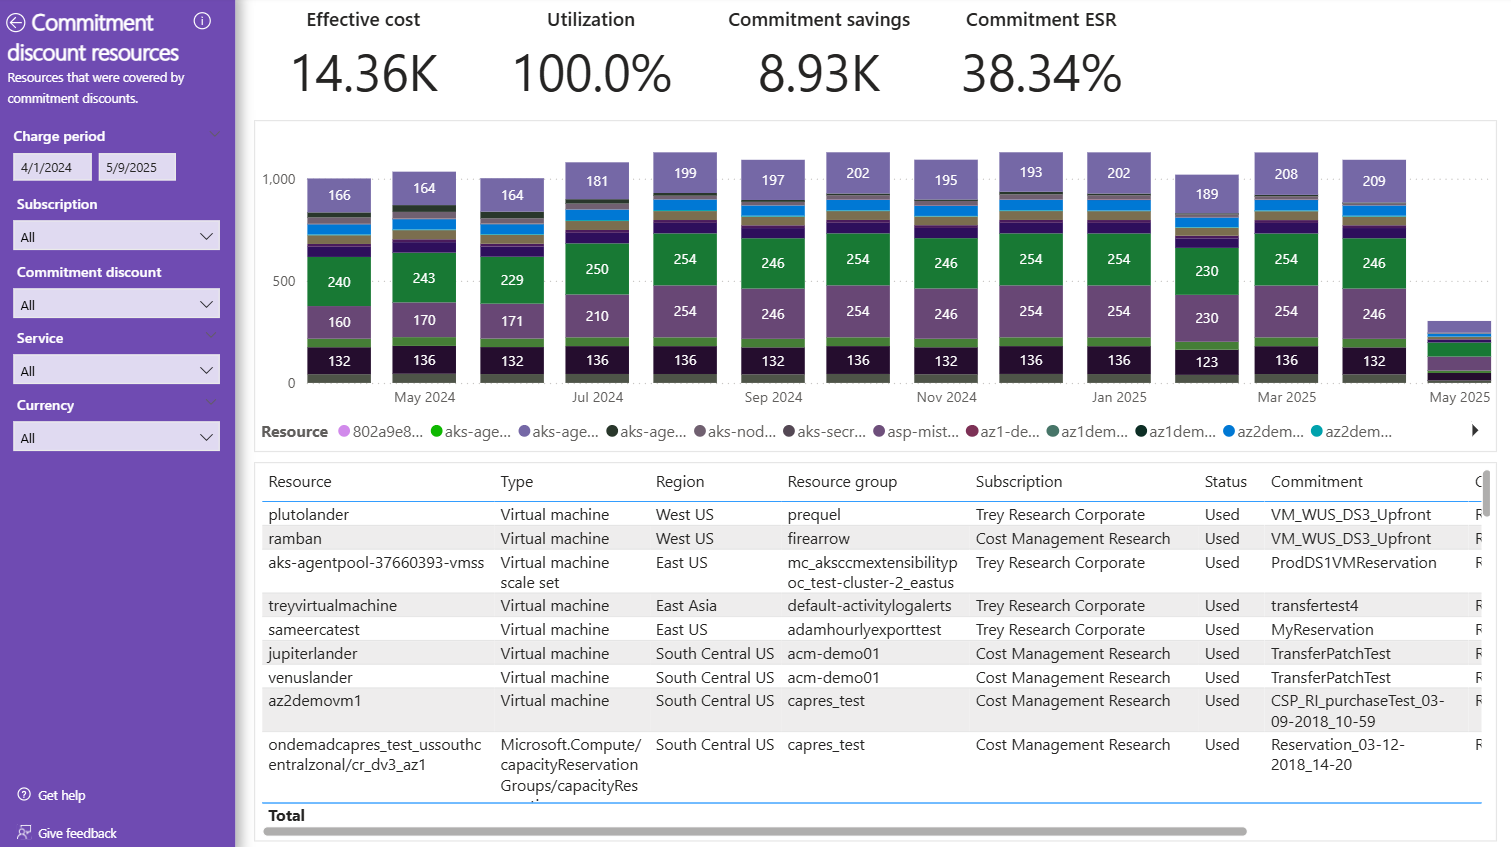 Commitment
discount resources
Resources that were covered by
commitment discounts.
Charge period
4/1/2024 5/9/2025
Subscription
All
Commitment discount
All
Service
All
Currency
All
Get help
Give feedback
Effective cost Utilization Commitment savings Commitment ESR
14.36K 100.0% 8.93K 38.34%
1,000
500
0
166 164 164 181 199 197 202 195 193 202 189 208 209
240 243 229 250 254 246 254 246 254 254 230 254 246
160 170 171 210 254 246 254 246 254 254 230 254 246
132 136 132 136 136 132 136 132 136 136 123 136 132
May 2024 Jul 2024 Sep 2024 Nov 2024 Jan 2025 Mar 2025 May 2025
Resource 802a9e8... aks-age... aks-age... aks-age... aks-nod... aks-secr... asp-mist... az1-de... az1dem... az1dem... az2dem... az2dem...
Resource Type Region Resource group Subscription Status Commitment
plutolander Virtual machine West US prequel Trey Research Corporate Used VM_WUS_DS3_Upfront
ramban Virtual machine West US firearrow Cost Management Research Used VM_WUS_DS3_Upfront
aks-agentpool-37660393-vmss Virtual machine East US mc_aksccmextensibilityp Trey Research Corporate Used ProdDS1VMReservation
scale set oc_test-cluster-2_eastus
treyvirtualmachine Virtual machine East Asia default-activitylogalerts Trey Research Corporate Used transfertest4
sameercatest Virtual machine East US adamhourlyexporttest Trey Research Corporate Used MyReservation
jupiterlander Virtual machine South Central US acm-demo01 Cost Management Research Used TransferPatchTest
venuslander Virtual machine South Central US acm-demo01 Cost Management Research Used TransferPatchTest
az2demovm1 Virtual machine South Central US capres_test Cost Management Research Used CSP_RI_purchaseTest_03-
09-2018_10-59
ondemadcapres_test_ussouthc Microsoft.Compute/ South Central US capres_test Cost Management Research Used Reservation_03-12-
entralzonal/cr_dv3_az1 capacityReservation 2018_14-20
Groups/capacityRes
Total